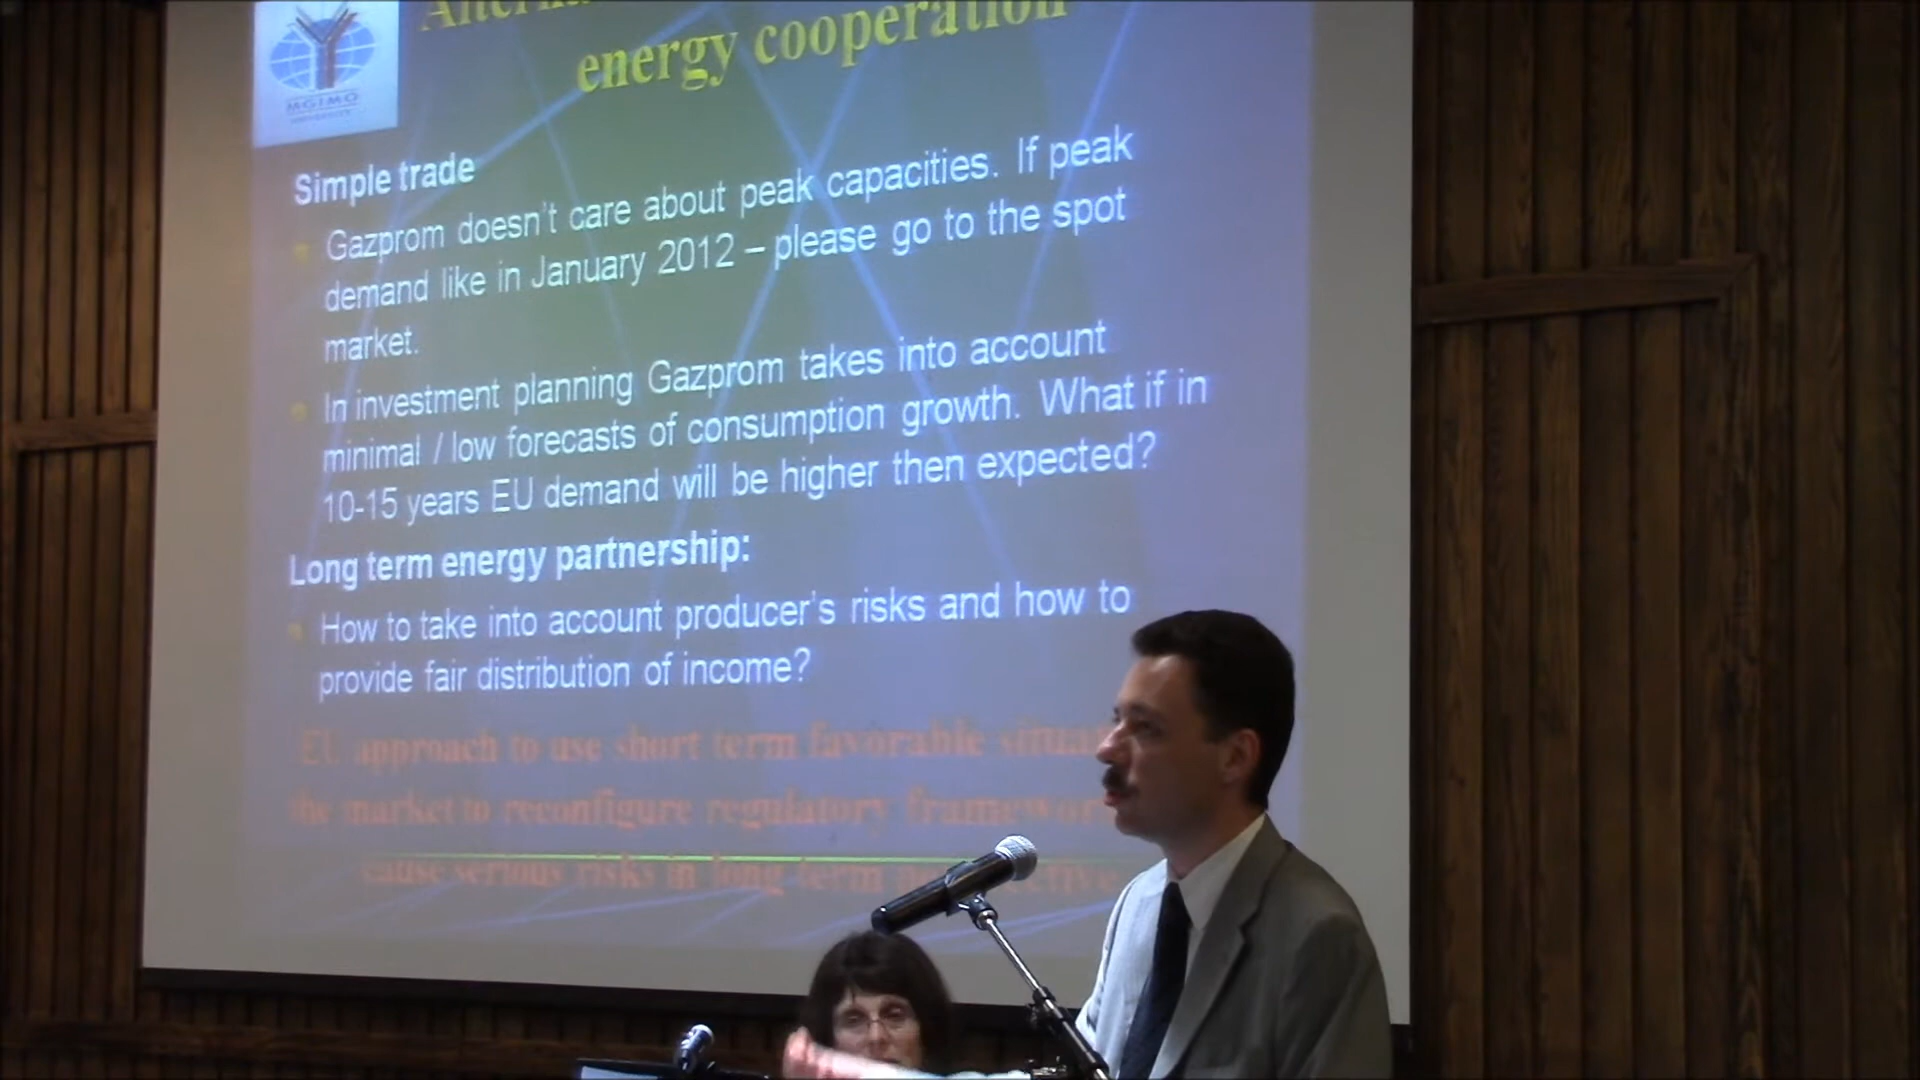 MGIMO
UNIVERSITY
energy cooperation
Simple trade
Gazprom doesn't care about peak capacities. If peak
demand like in January 2012 – please go to the spot
market.
In investment planning Gazprom takes into account
minimal / low forecasts of consumption growth. What if in
10-15 years EU demand will be higher then expected?
Long term energy partnership:
How to take into account producer's risks and how to
provide fair distribution of income?
EU approach to use short term favorable
the market to reconfigure regulatory
cause serious risks in long term